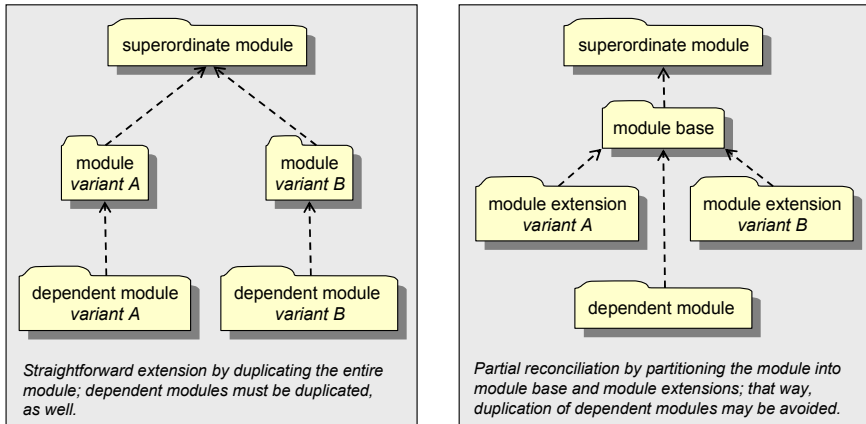 superordinate module
module
variant A
module
variant B
dependent module
variant A
dependent module
variant B
Straightforward extension by duplicating the entire
module; dependent modules must be duplicated,
as well.
superordinate module
module base
module extension
variant A
module extension
variant B
dependent module
Partial reconciliation by partitioning the module into
module base and module extensions; that way,
duplication of dependent modules may be avoided.